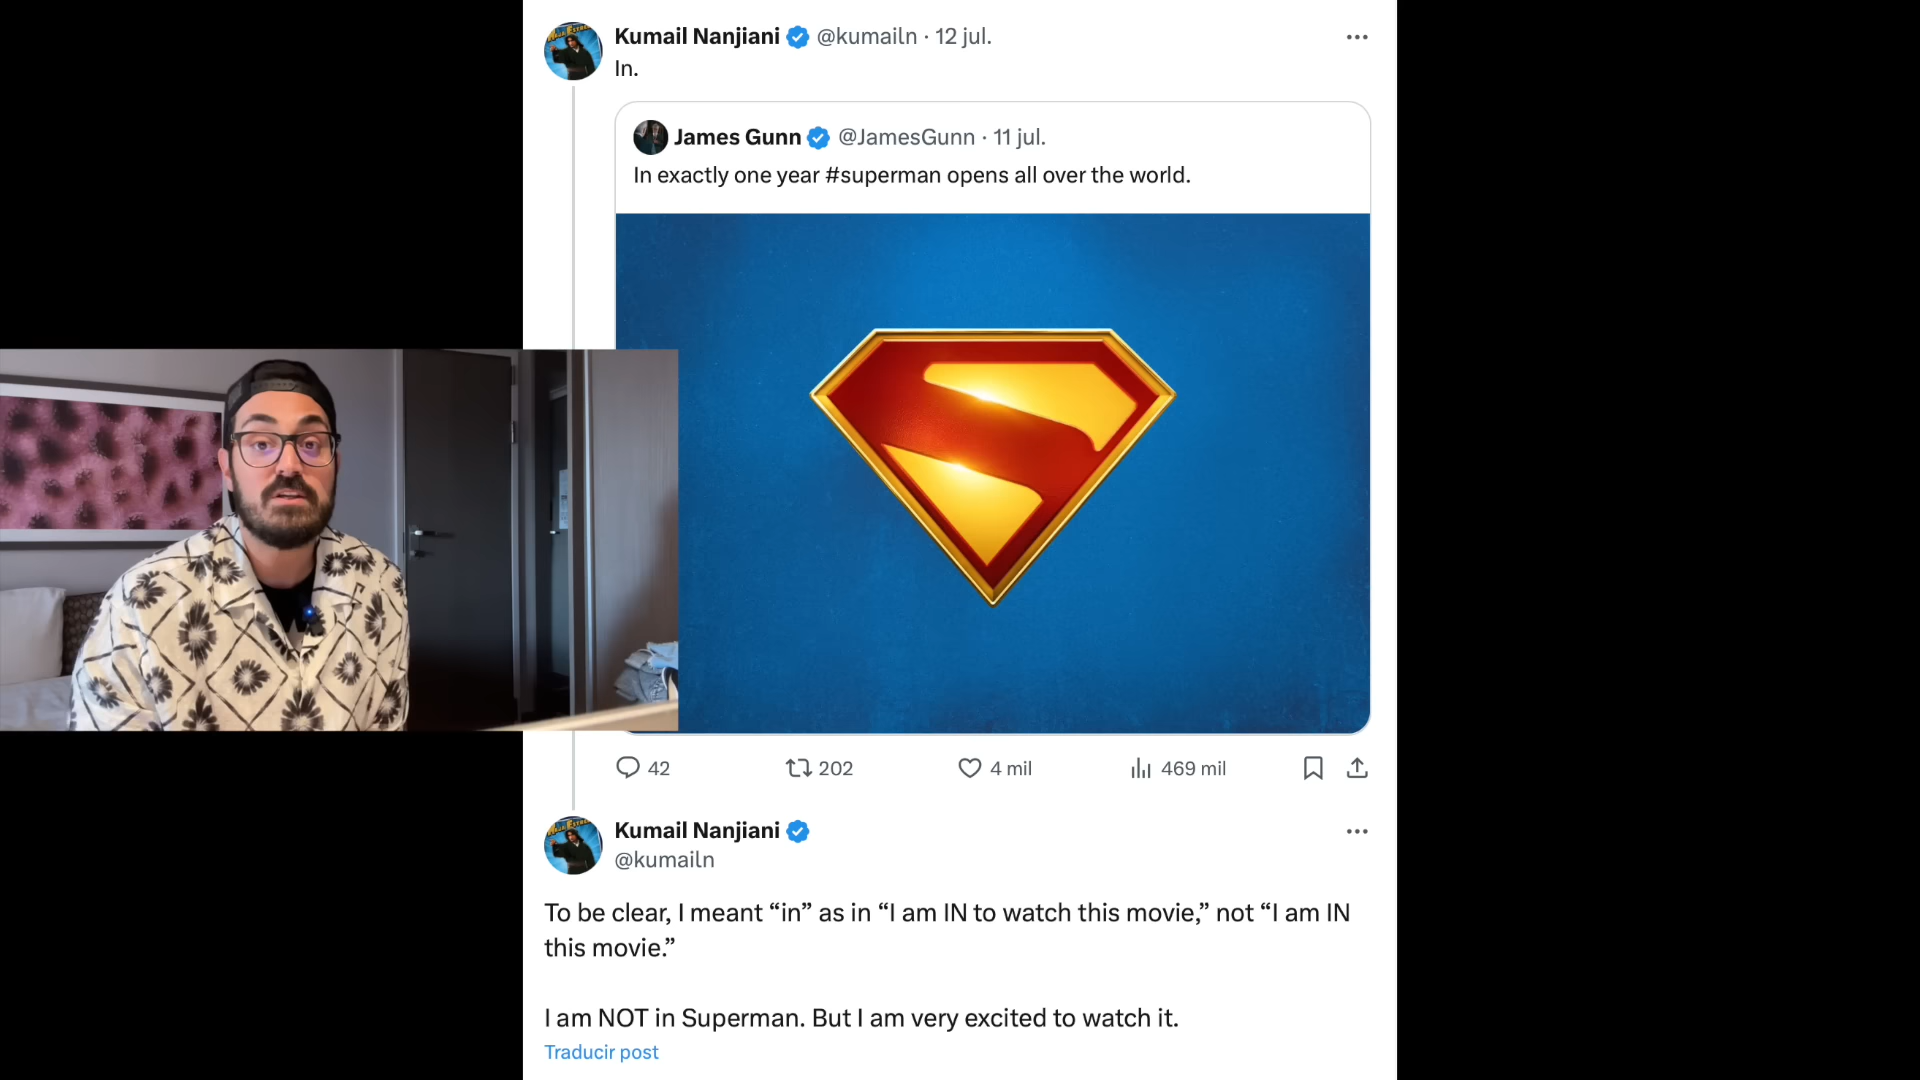 Kumail Nanjiani @kumailn · 12 jul.
In.
James Gunn @JamesGunn · 11 jul.
In exactly one year #superman opens all over the world.
42 202 4 mil 469 mil
Kumail Nanjiani
@kumailn
To be clear, I meant “in” as in “I am IN to watch this movie,” not “I am IN
this movie.”
I am NOT in Superman. But I am very excited to watch it.
Traducir post